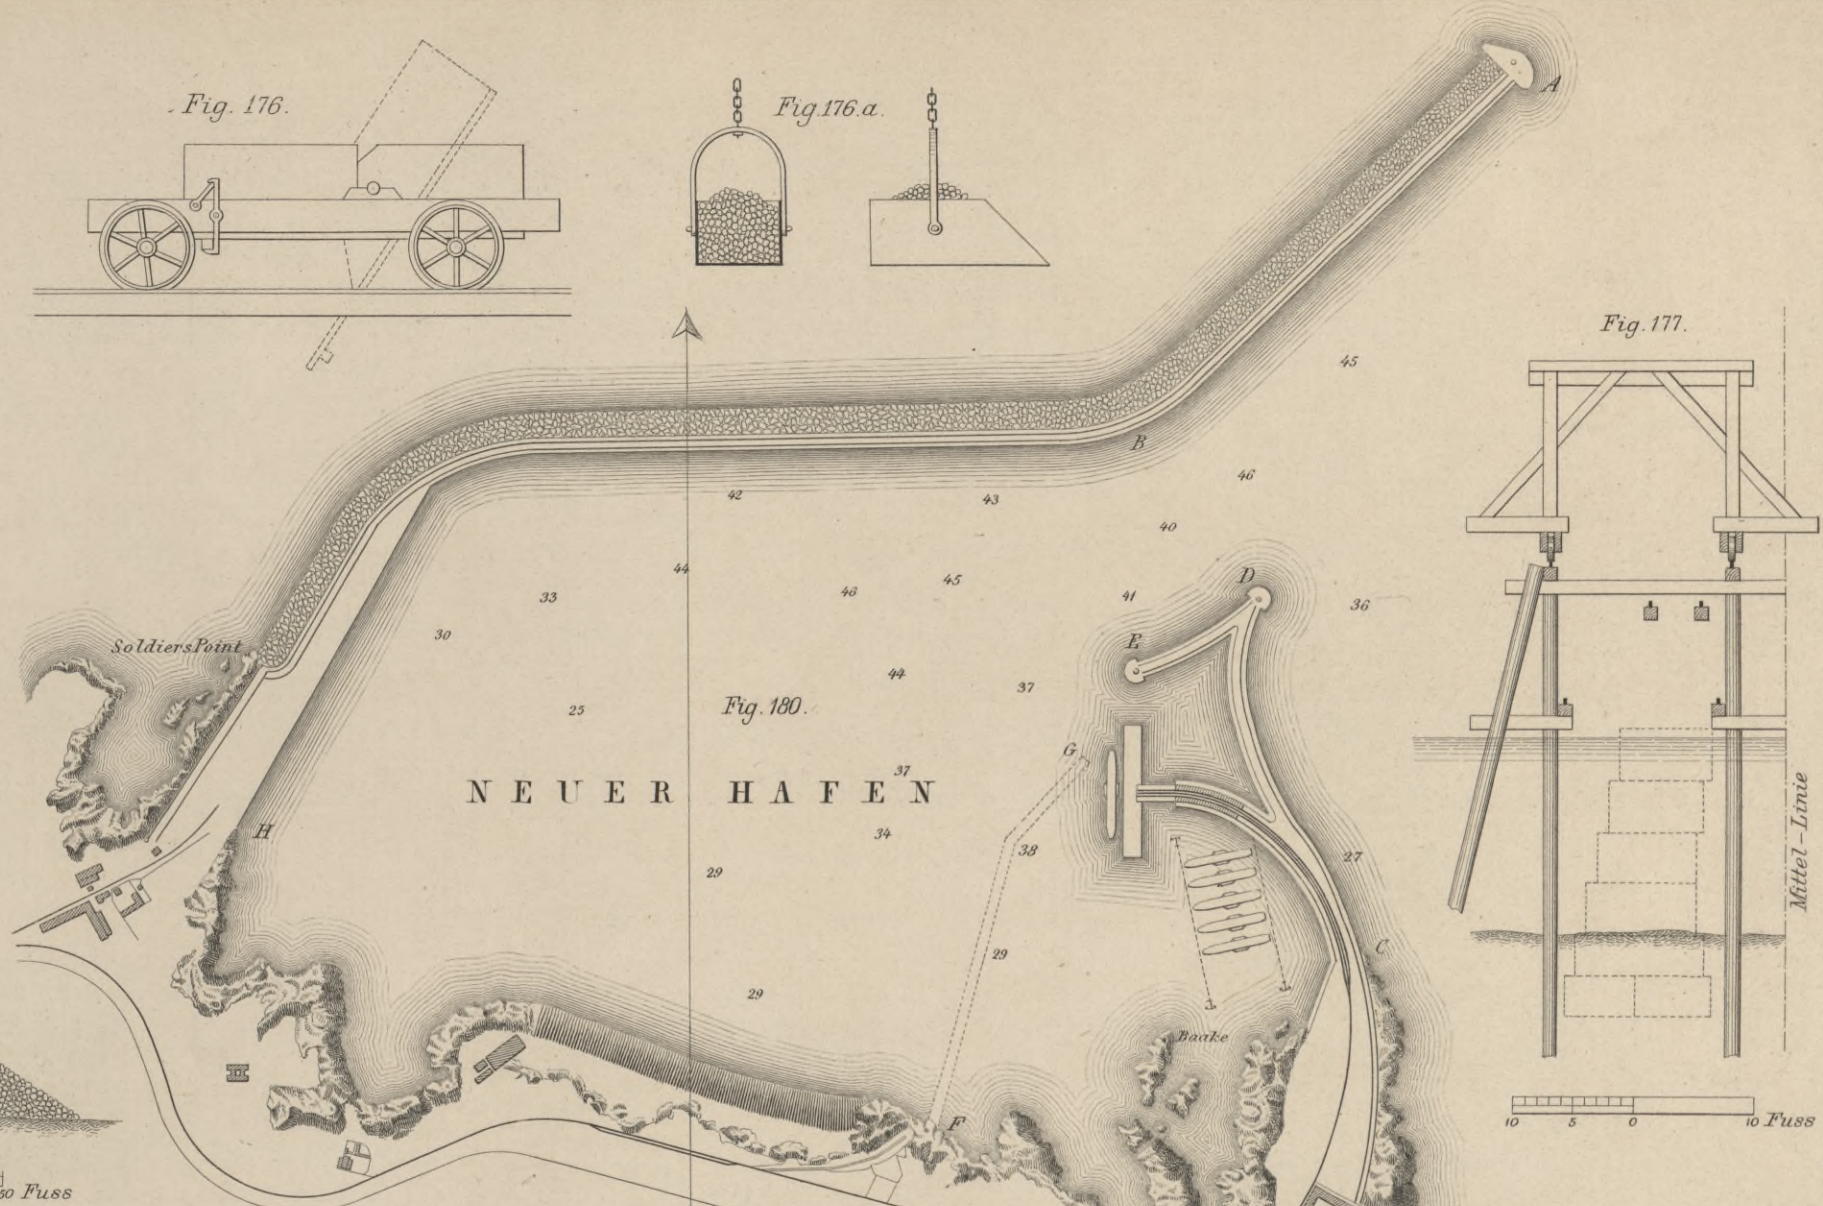 Fig. 176.
Fig. 176.a.
A
Fig. 177.
45
B
42
43
46
40
44
33
46
45
41
D
36
30
E
Soldiers Point
44
37
25
Fig. 180.
G
37
NEUER HAFEN
Mittel-Linie
H
34
38
27
29
C
29
29
Baake
F
10 5 0 10 Fuss
50 Fuss